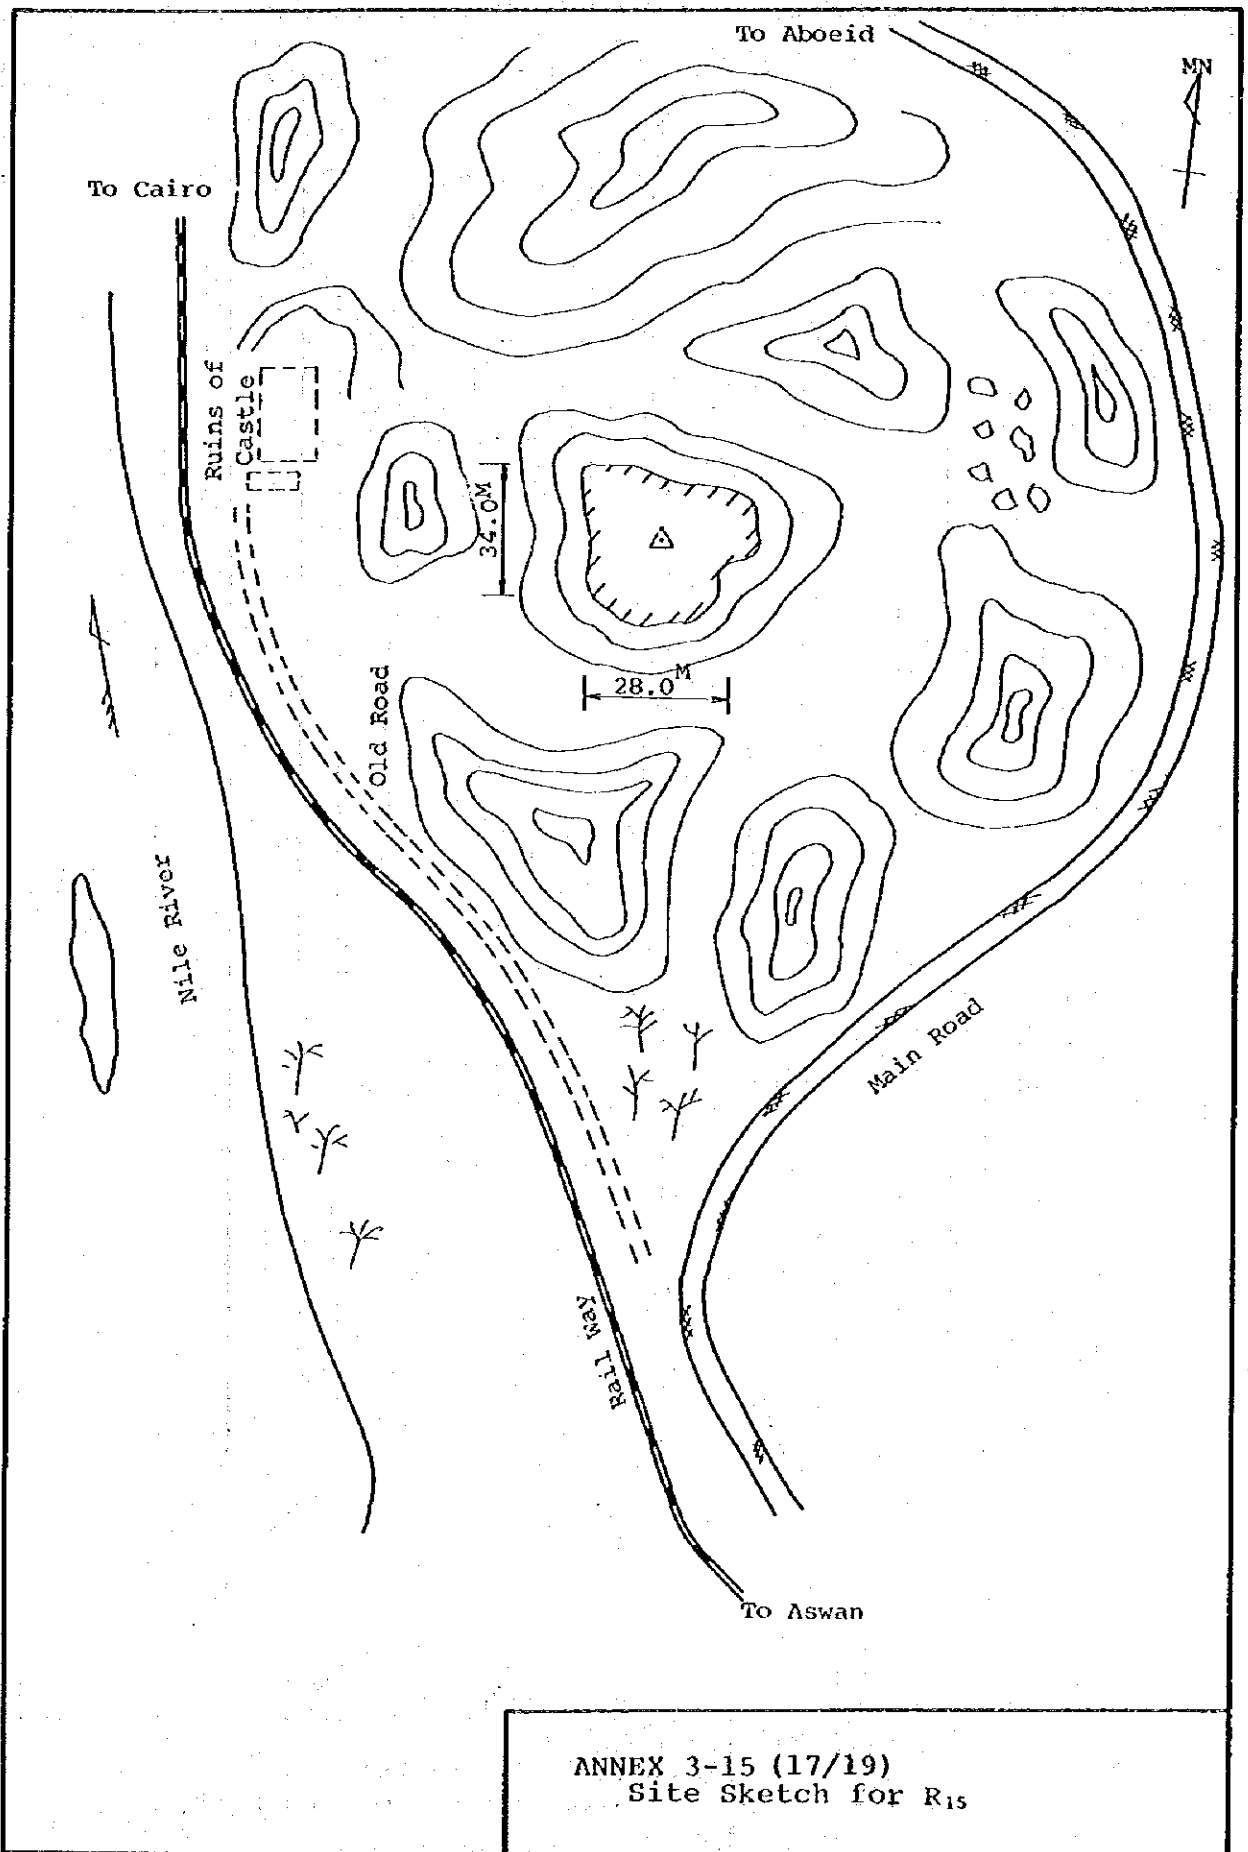 To Aboeid
MN
To Cairo
Ruins of
Castle
34.0M
28.0M
Old Road
Nile River
Main Road
Rail Way
To Aswan
ANNEX 3-15 (17/19)
Site Sketch for R15